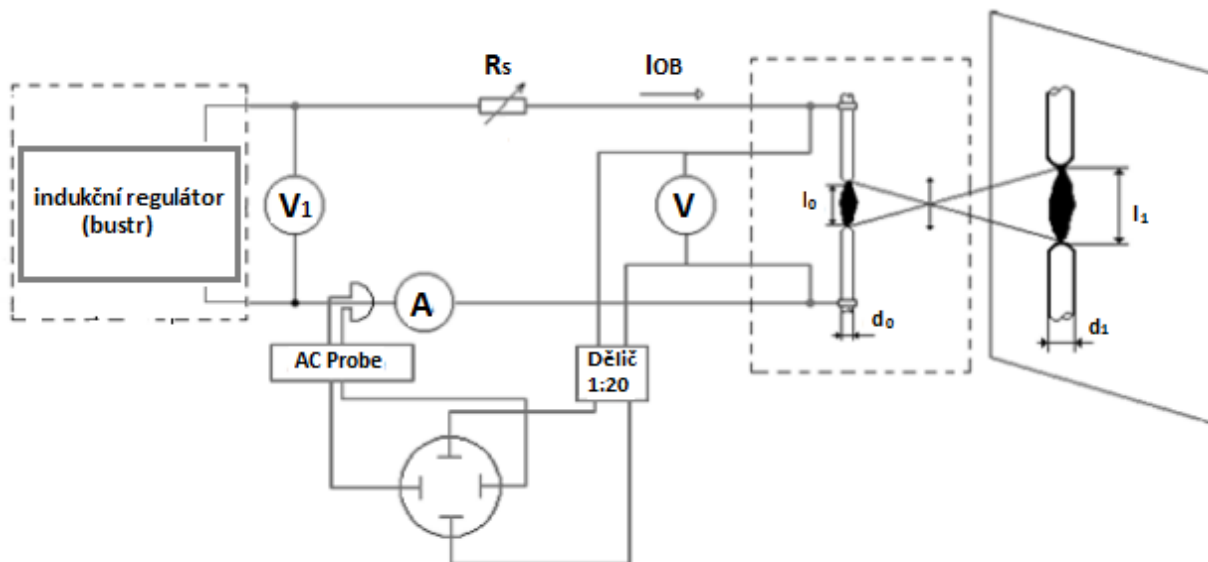 Rs
IOB
indukční regulátor
(bustr)
V1
V
l0
l1
A
d0
d1
AC Probe
Dělič
1:20